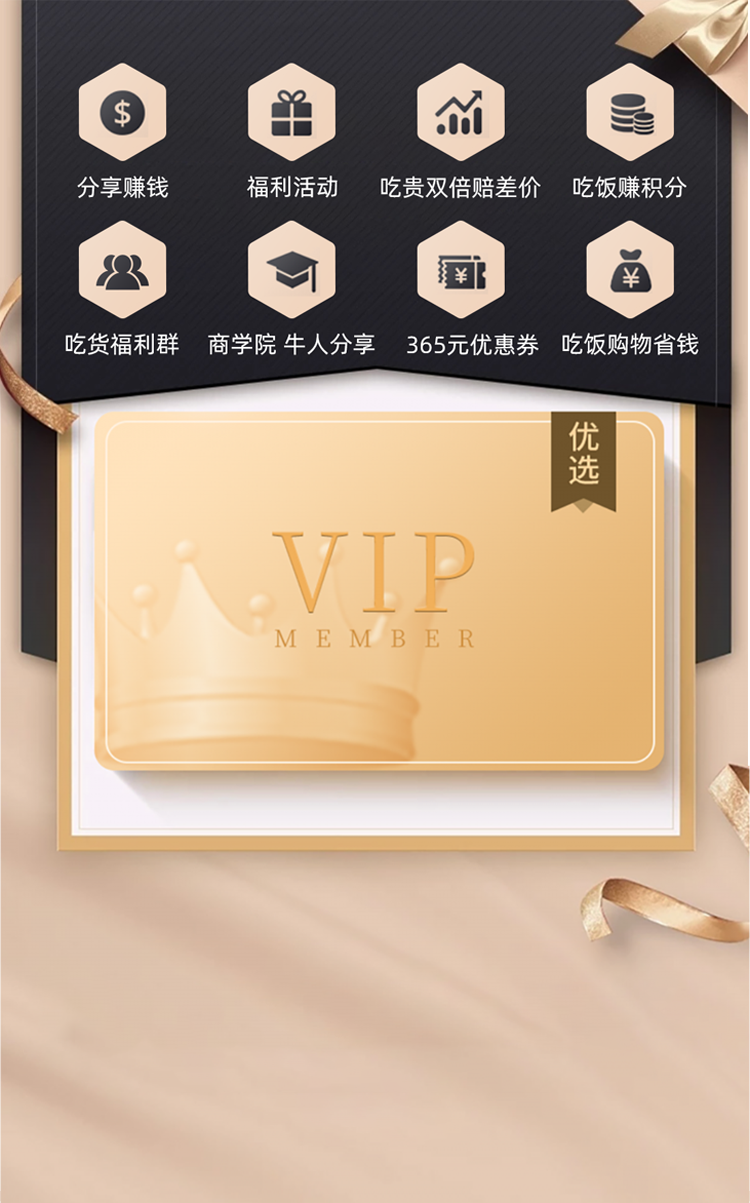 分享赚钱
福利活动
吃贵双倍赔差价
吃饭赚积分
吃货福利群
商学院 牛人分享
365元优惠券
吃饭购物省钱
优
选
VIP
MEMBER